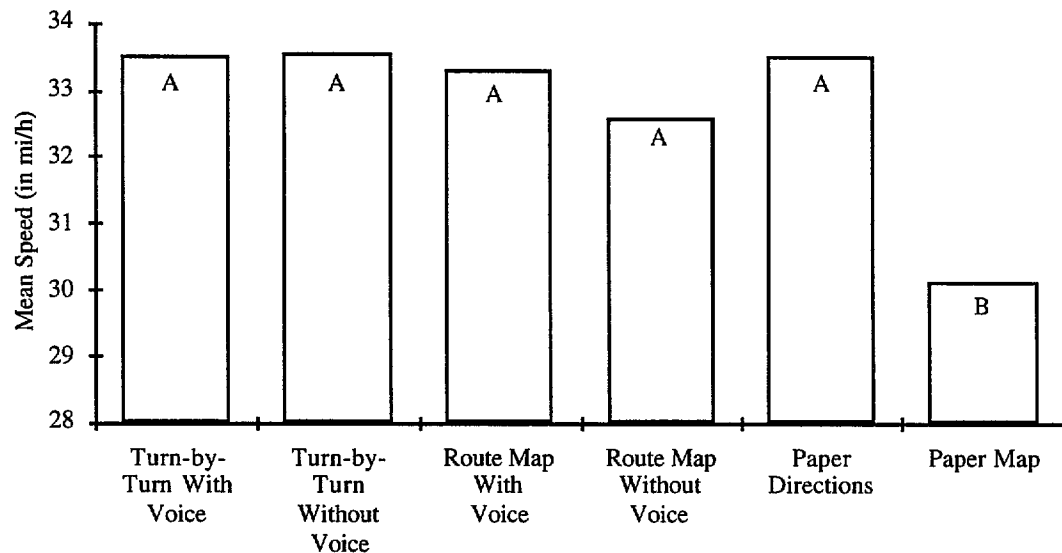 34
33
32
31
30
29
28
Mean Speed (in mi/h)
A
A
A
A
A
B
Turn-by-
Turn With
Voice
Turn-by-
Turn
Without
Voice
Route Map
With
Voice
Route Map
Without
Voice
Paper
Directions
Paper Map